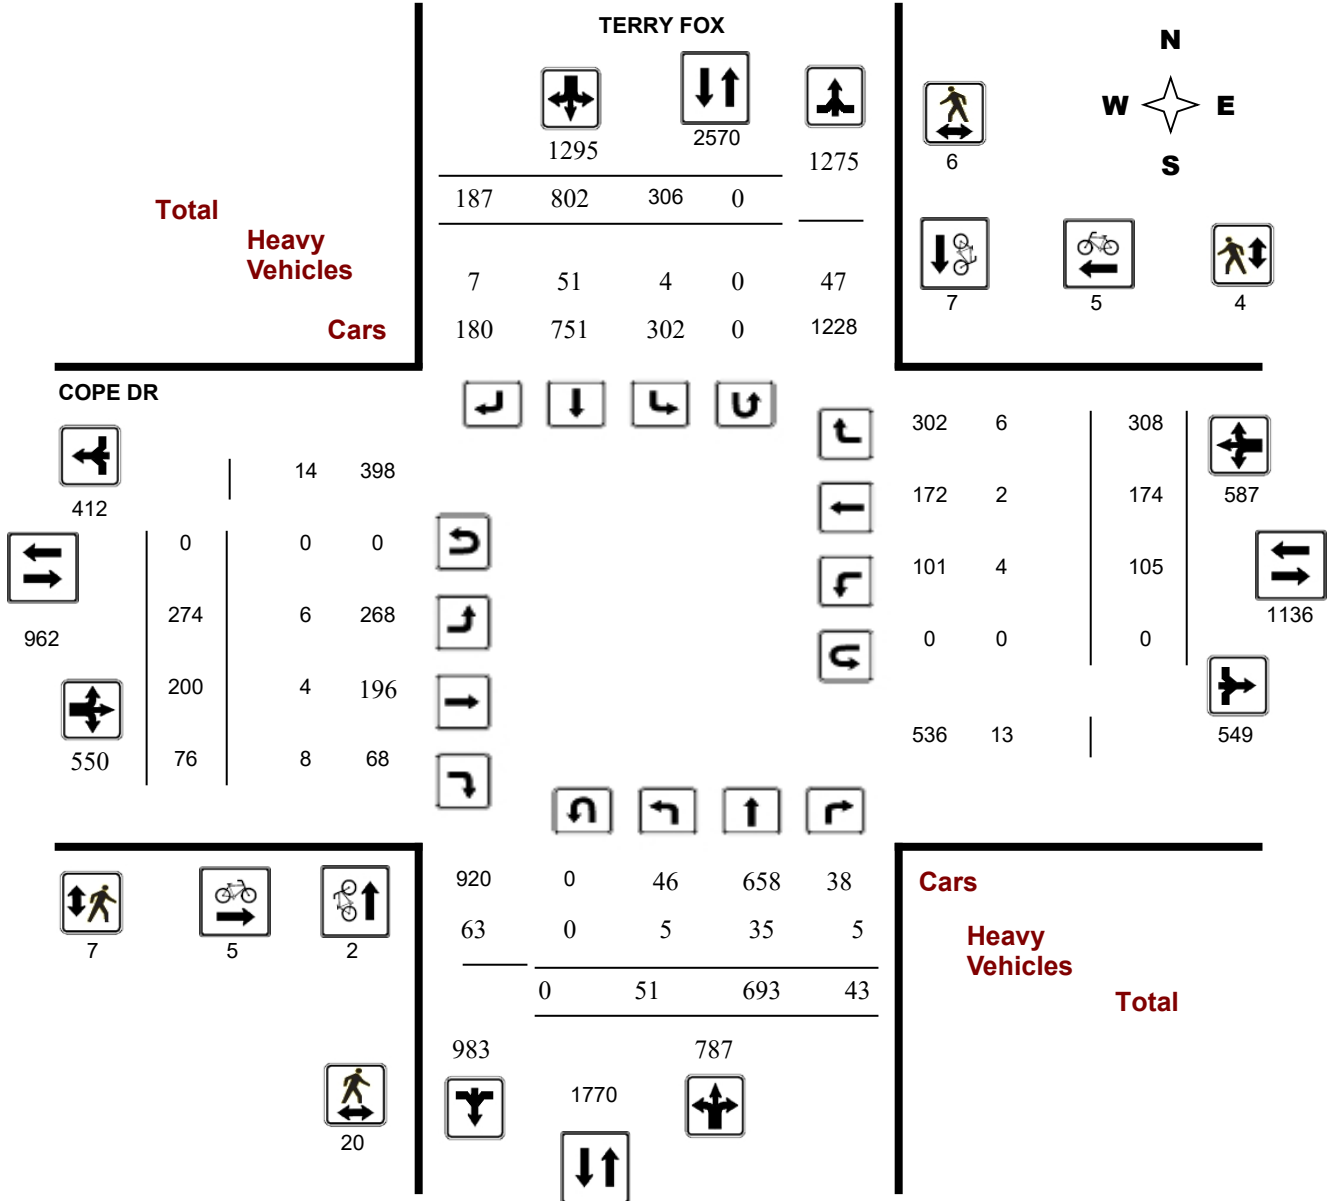 TERRY FOX
N
W E
S
1295 2570 1275 6
187 802 306 0
Total
Heavy
Vehicles
7 51 4 0 47
7 5 4
Cars 180 751 302 0 1228
COPE DR
302 6 308
14 398
412
172 2 174 587
0 0 0
101 4 105
274 6 268
1136
962
0 0 0
200 4 196
536 13 549
550 76 8 68
920 0 46 658 38 Cars
63 0 5 35 5 Heavy
Vehicles
7 5 2
0 51 693 43 Total
983 787
1770
20